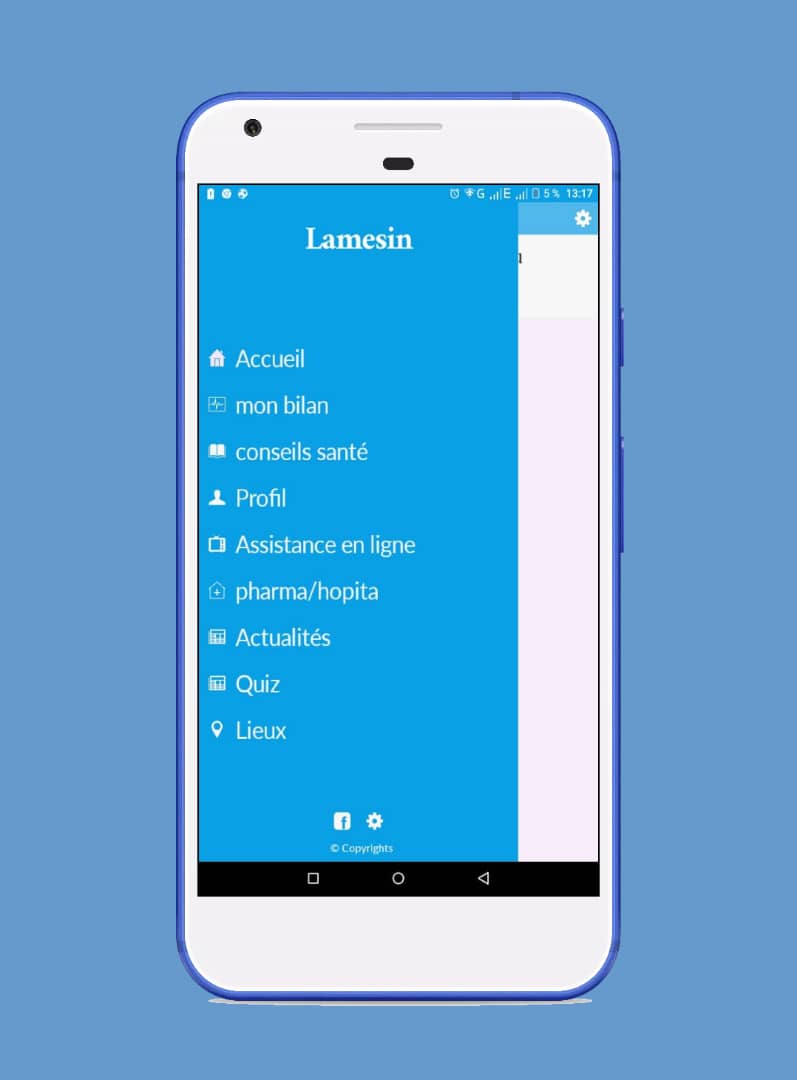 G E 5% 13:17
Lamesin
Accueil
mon bilan
conseils santé
Profil
Assistance en ligne
pharma/hopita
Actualités
Quiz
Lieux
© Copyrights